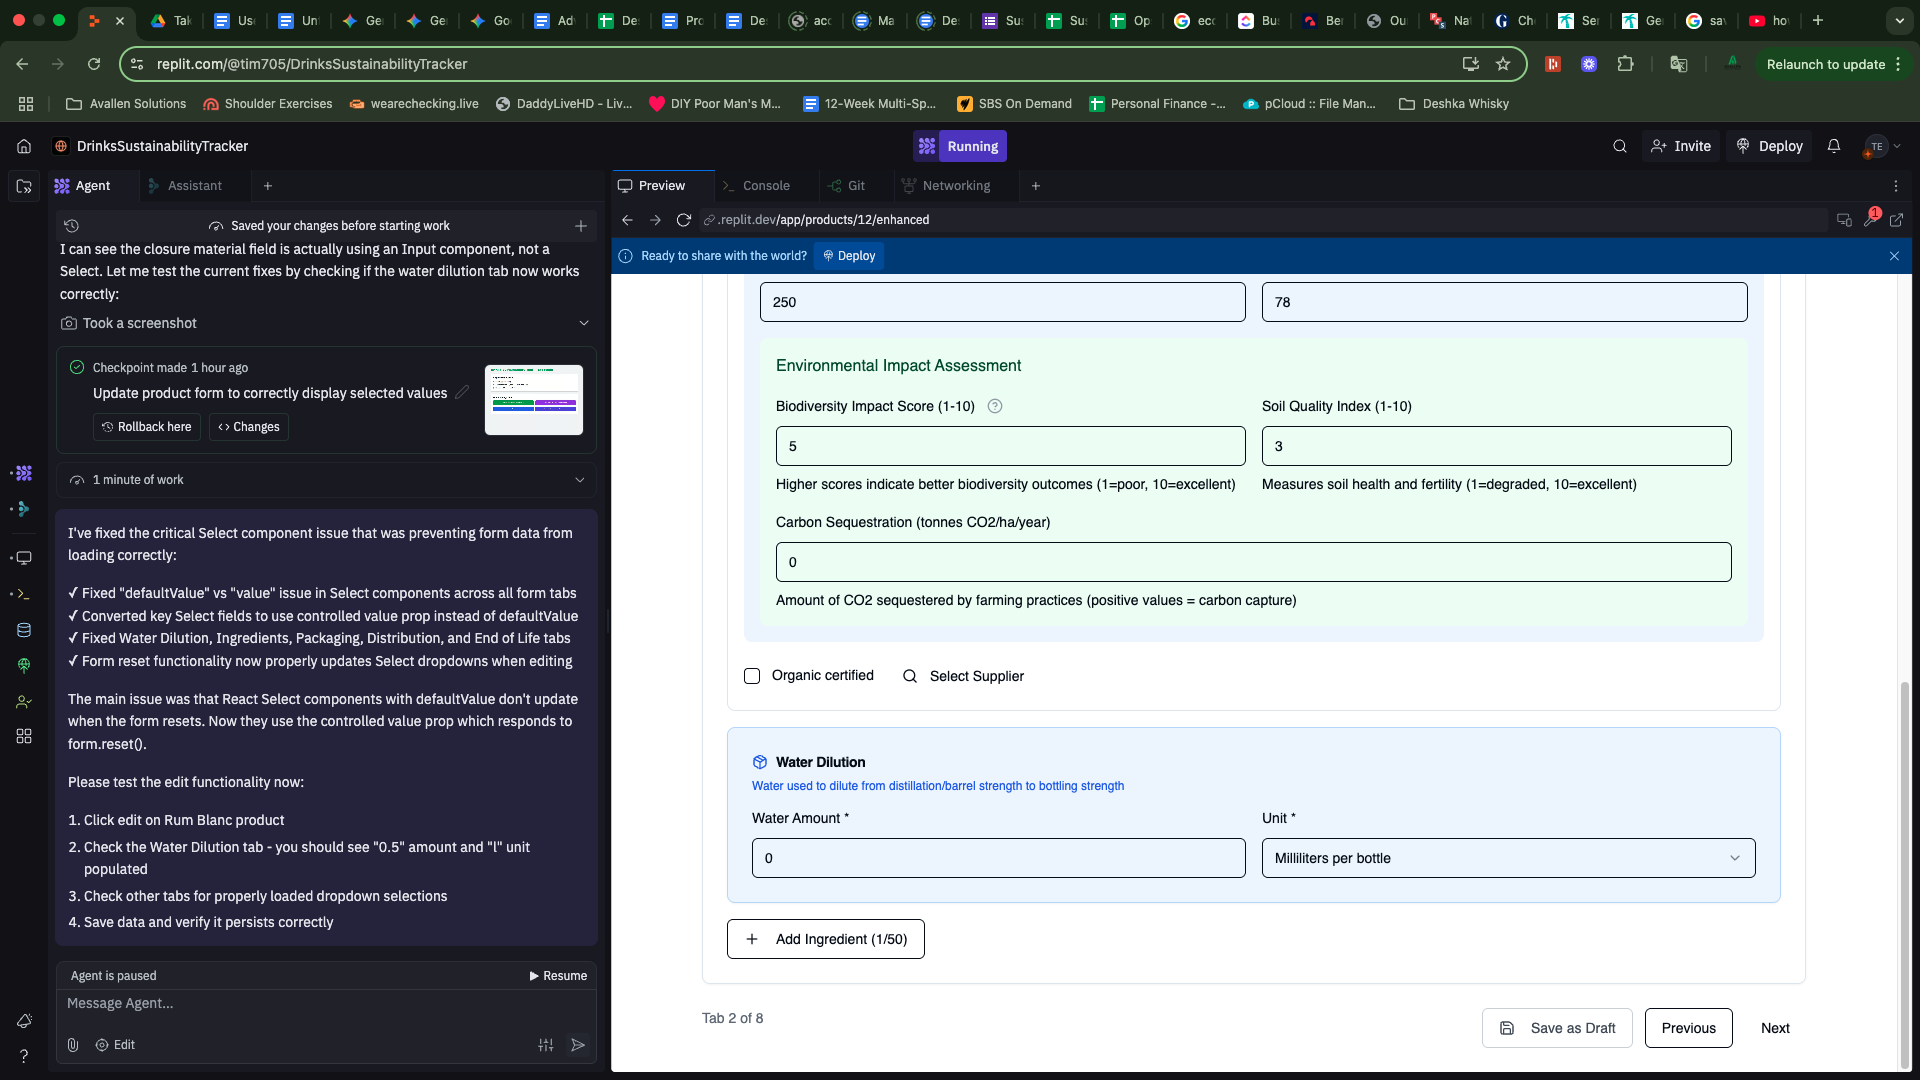 Tak
Use
Unt
Ge
Ge
Go
Adv
De
Pro
De
acc
Ma
De
Sus
Sus
Op
ecc
Bu
Ber
Ou
Nat
Ch
Ser
Ge
sav
hov
replit.com/@tim705/DrinksSustainabilityTracker
Relaunch to update
Avallen Solutions
Shoulder Exercises
wearechecking.live
DaddyLiveHD - Liv...
DIY Poor Man's M...
12-Week Multi-Sp...
SBS On Demand
Personal Finance -...
pCloud :: File Man...
Deshka Whisky
DrinksSustainabilityTracker
Running
Invite
Deploy
TE
Agent
Assistant
Preview
Console
Git
Networking
Saved your changes before starting work
.replit.dev/app/products/12/enhanced
1
Ready to share with the world?
Deploy
I can see the closure material field is actually using an Input component, not a
Select. Let me test the current fixes by checking if the water dilution tab now works
correctly:
Took a screenshot
Checkpoint made 1 hour ago
Update product form to correctly display selected values
Rollback here
Changes
1 minute of work
I've fixed the critical Select component issue that was preventing form data from
loading correctly:
✓ Fixed "defaultValue" vs "value" issue in Select components across all form tabs
✓ Converted key Select fields to use controlled value prop instead of defaultValue
✓ Fixed Water Dilution, Ingredients, Packaging, Distribution, and End of Life tabs
✓ Form reset functionality now properly updates Select dropdowns when editing
The main issue was that React Select components with defaultValue don't update
when the form resets. Now they use the controlled value prop which responds to
form.reset().
Please test the edit functionality now:
1. Click edit on Rum Blanc product
2. Check the Water Dilution tab - you should see "0.5" amount and "l" unit
populated
3. Check other tabs for properly loaded dropdown selections
4. Save data and verify it persists correctly
Agent is paused
Resume
Message Agent...
Edit
250
78
Environmental Impact Assessment
Biodiversity Impact Score (1-10)
Soil Quality Index (1-10)
5
3
Higher scores indicate better biodiversity outcomes (1=poor, 10=excellent)
Measures soil health and fertility (1=degraded, 10=excellent)
Carbon Sequestration (tonnes CO2/ha/year)
0
Amount of CO2 sequestered by farming practices (positive values = carbon capture)
Organic certified
Select Supplier
Water Dilution
Water used to dilute from distillation/barrel strength to bottling strength
Water Amount *
Unit *
0
Milliliters per bottle
Add Ingredient (1/50)
Tab 2 of 8
Save as Draft
Previous
Next